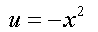 u = −x²